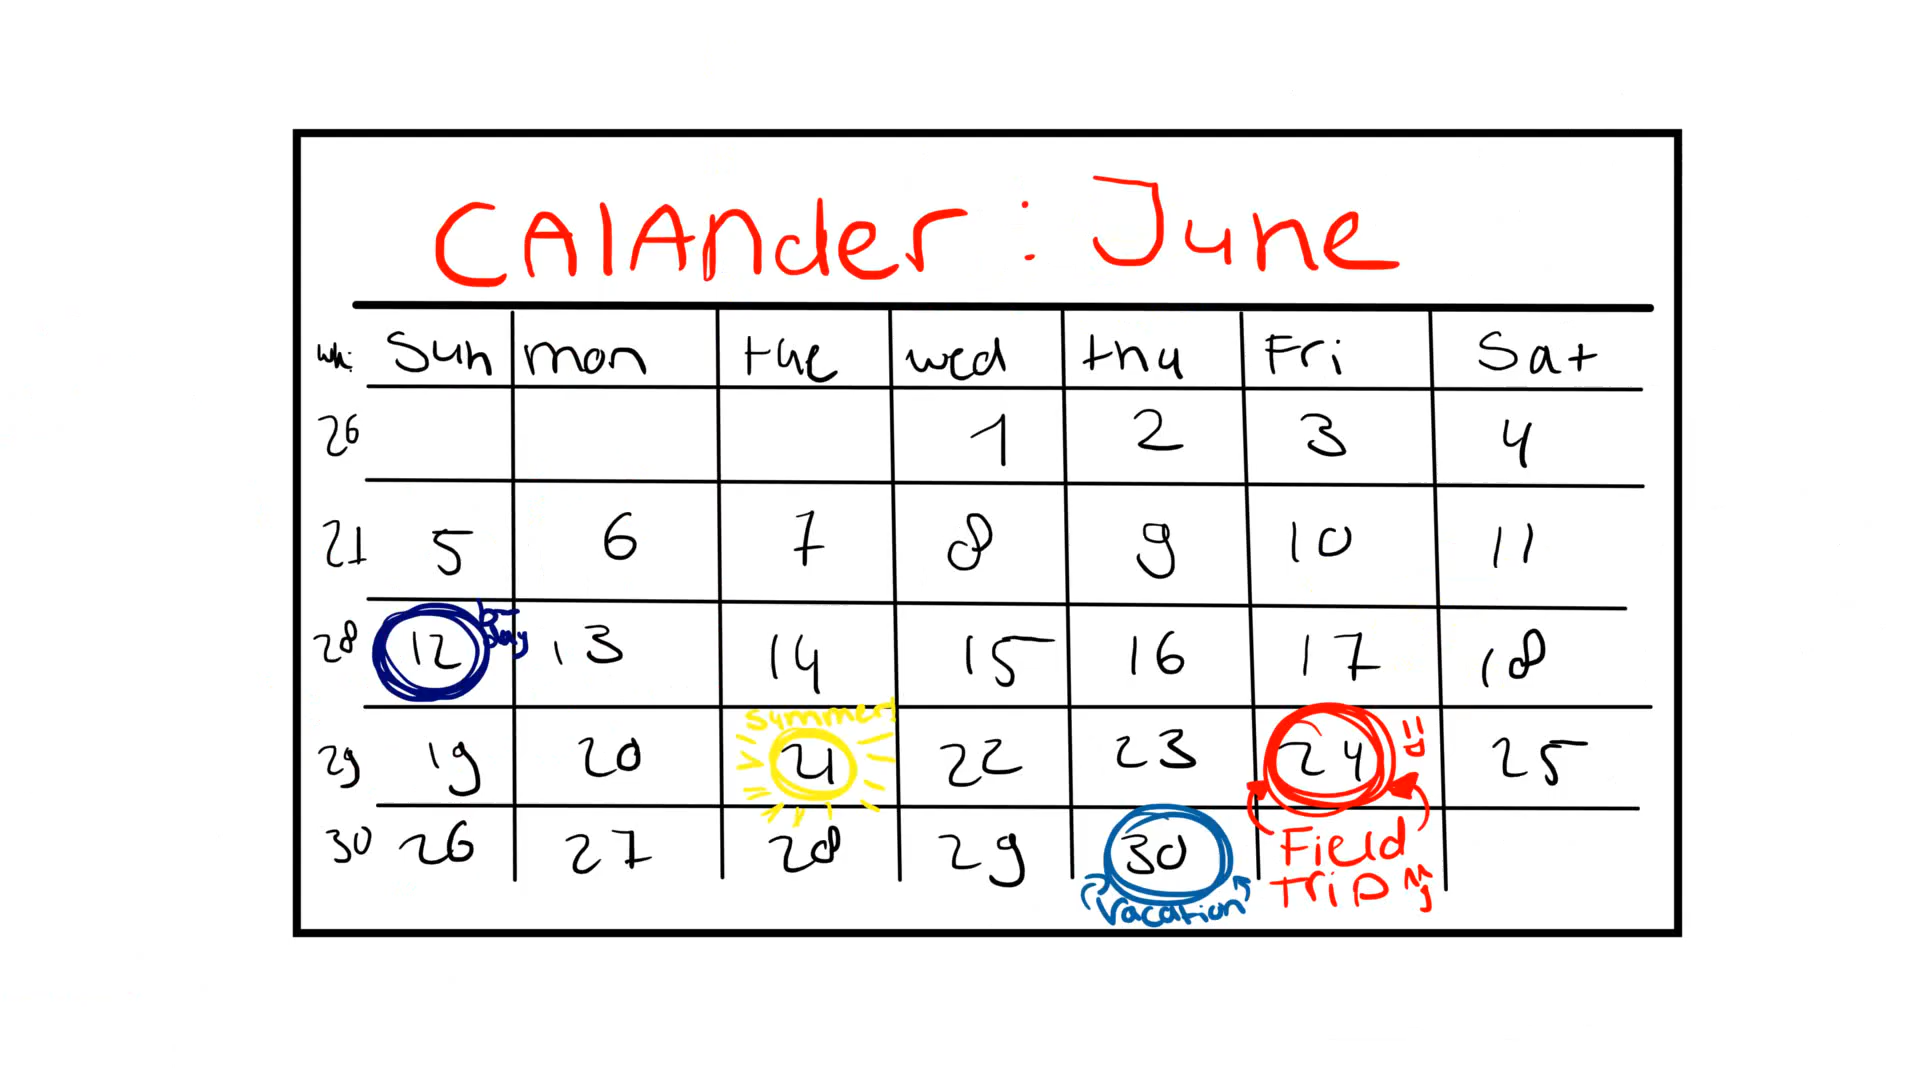 CAlAnder : June
wk: Sun mon tue wed thu Fri Sat
26 1 2 3 4
21 5 6 7 8 9 10 11
28 12 b-day 13 14 15 16 17 18
summer!
29 19 20 21 22 23 24 25
30 26 27 28 29 30
Field
TriP
vacation